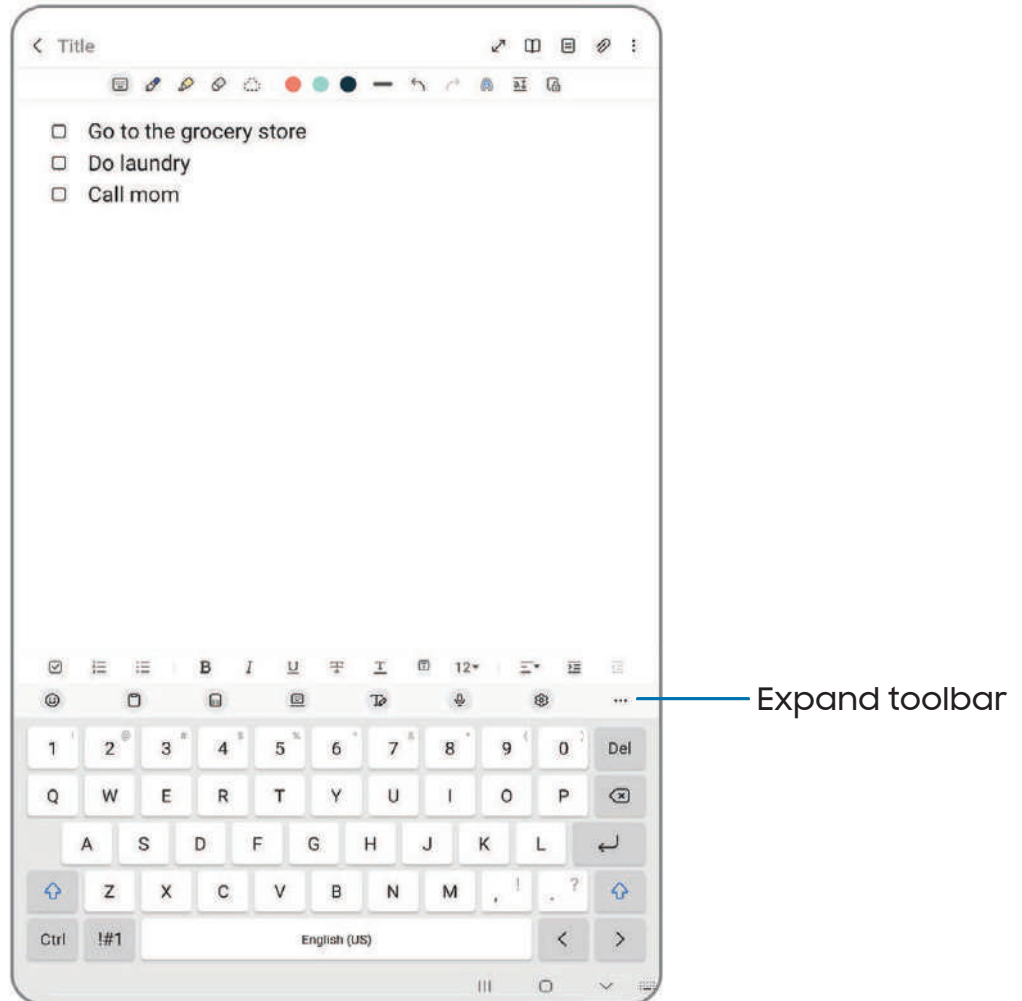 Title
Go to the grocery store
Do laundry
Call mom
B I U T T 12
Expand toolbar
1 ! 2 @ 3 # 4 $ 5 % 6 ^ 7 & 8 * 9 ( 0 ) Del
Q W E R T Y U I O P
A S D F G H J K L
Z X C V B N M , ! . ?
Ctrl !#1 English (US) < >